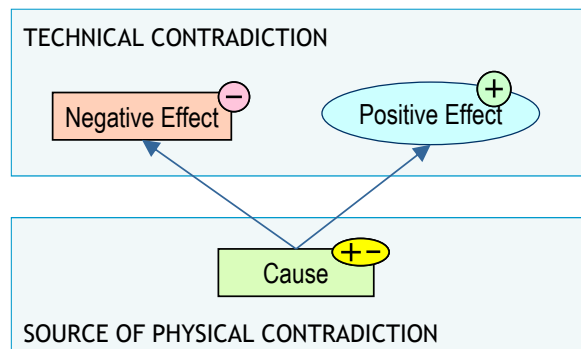 TECHNICAL CONTRADICTION
−
+
Negative Effect
Positive Effect
+ −
Cause
SOURCE OF PHYSICAL CONTRADICTION